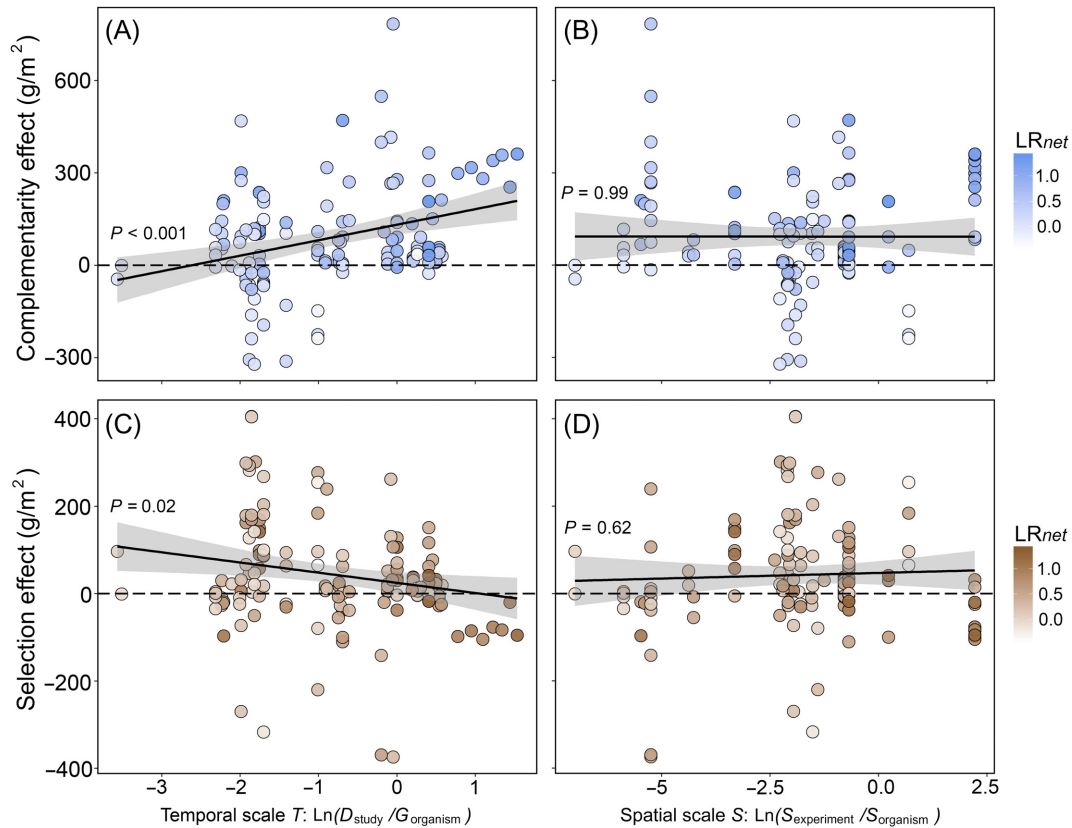 (A)
(B)
Complementarity effect (g/m²)
600
300
0
−300
P < 0.001
P = 0.99
LRnet
1.0
0.5
0.0
(C)
(D)
Selection effect (g/m²)
400
200
0
−200
−400
P = 0.02
P = 0.62
LRnet
1.0
0.5
0.0
−3 −2 −1 0 1
−5 −2.5 0.0 2.5
Temporal scale T: Ln(Dstudy /Gorganism )
Spatial scale S: Ln(Sexperiment /Sorganism )